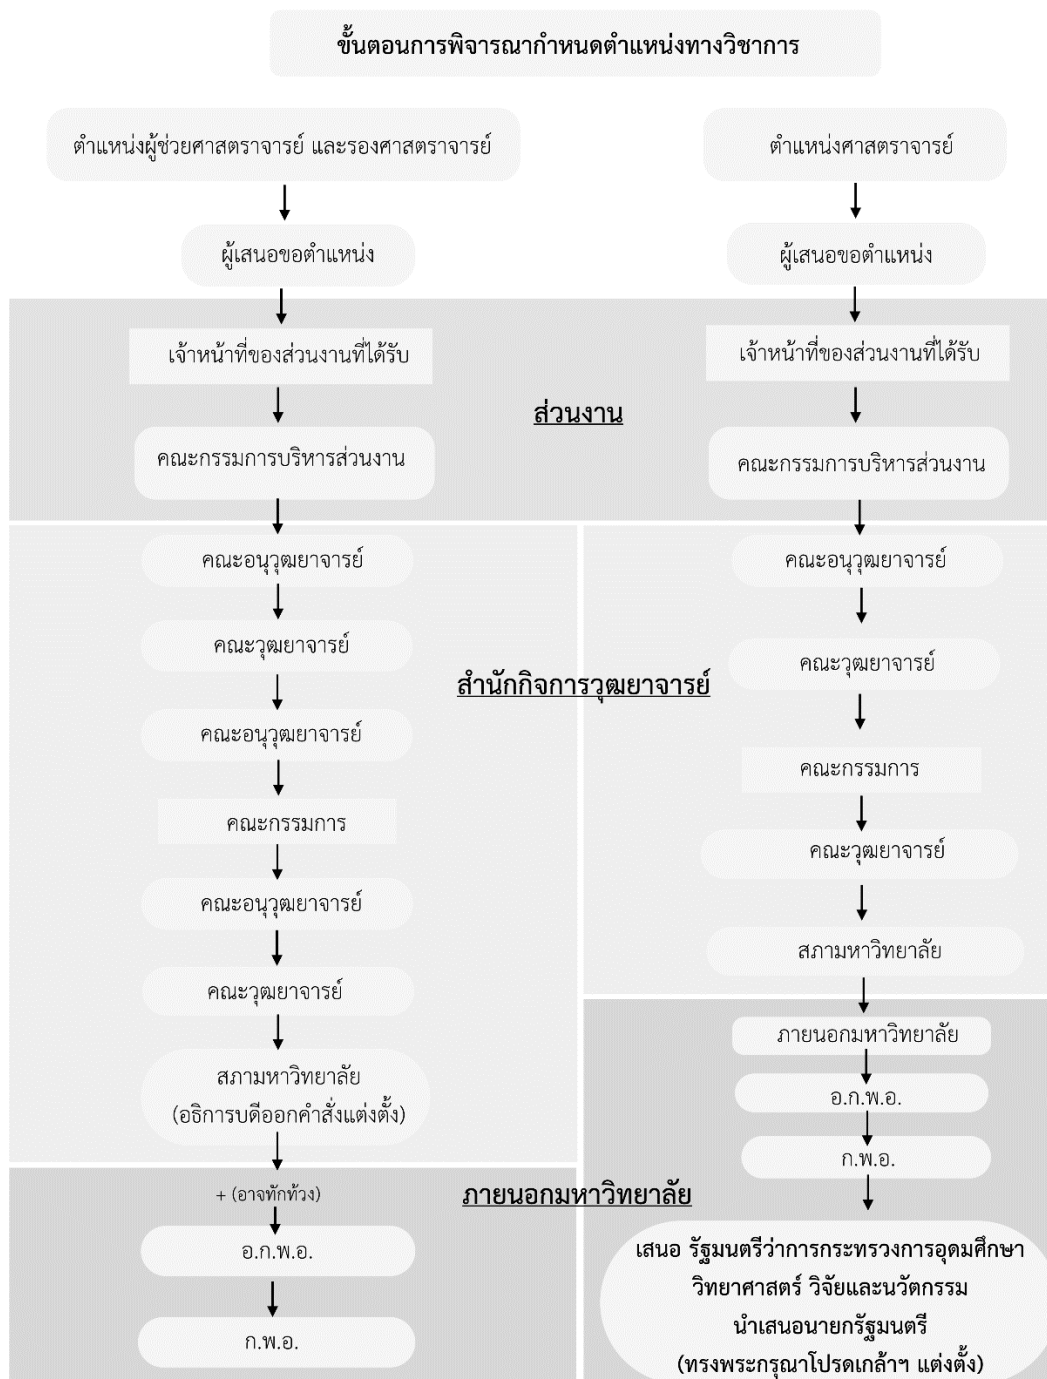 ขั้นตอนการพิจารณากำหนดตำแหน่งทางวิชาการ
ตำแหน่งผู้ช่วยศาสตราจารย์ และรองศาสตราจารย์
ผู้เสนอขอตำแหน่ง
เจ้าหน้าที่ของส่วนงานที่ได้รับ
คณะกรรมการบริหารส่วนงาน
คณะอนุวุฒยาจารย์
คณะวุฒยาจารย์
คณะอนุวุฒยาจารย์
คณะกรรมการ
คณะอนุวุฒยาจารย์
คณะวุฒยาจารย์
สภามหาวิทยาลัย
(อธิการบดีออกคำสั่งแต่งตั้ง)
+ (อาจทักท้วง)
อ.ก.พ.อ.
ก.พ.อ.
ส่วนงาน
สำนักกิจการวุฒยาจารย์
ภายนอกมหาวิทยาลัย
ตำแหน่งศาสตราจารย์
ผู้เสนอขอตำแหน่ง
เจ้าหน้าที่ของส่วนงานที่ได้รับ
คณะกรรมการบริหารส่วนงาน
คณะอนุวุฒยาจารย์
คณะวุฒยาจารย์
คณะกรรมการ
คณะวุฒยาจารย์
สภามหาวิทยาลัย
ภายนอกมหาวิทยาลัย
อ.ก.พ.อ.
ก.พ.อ.
เสนอ รัฐมนตรีว่าการกระทรวงการอุดมศึกษา
วิทยาศาสตร์ วิจัยและนวัตกรรม
นำเสนอนายกรัฐมนตรี
(ทรงพระกรุณาโปรดเกล้าฯ แต่งตั้ง)